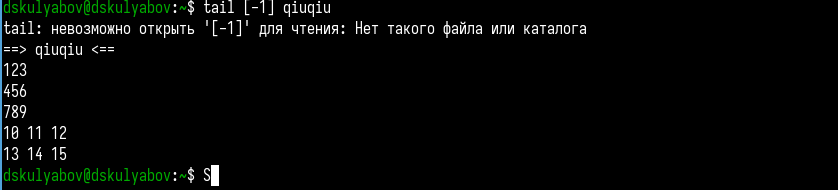 dskulyabov@dskulyabov:~$ tail [-1] qiuqiu
tail: невозможно открыть '[-1]' для чтения: Нет такого файла или каталога
==> qiuqiu <==
123
456
789
10 11 12
13 14 15
dskulyabov@dskulyabov:~$ S